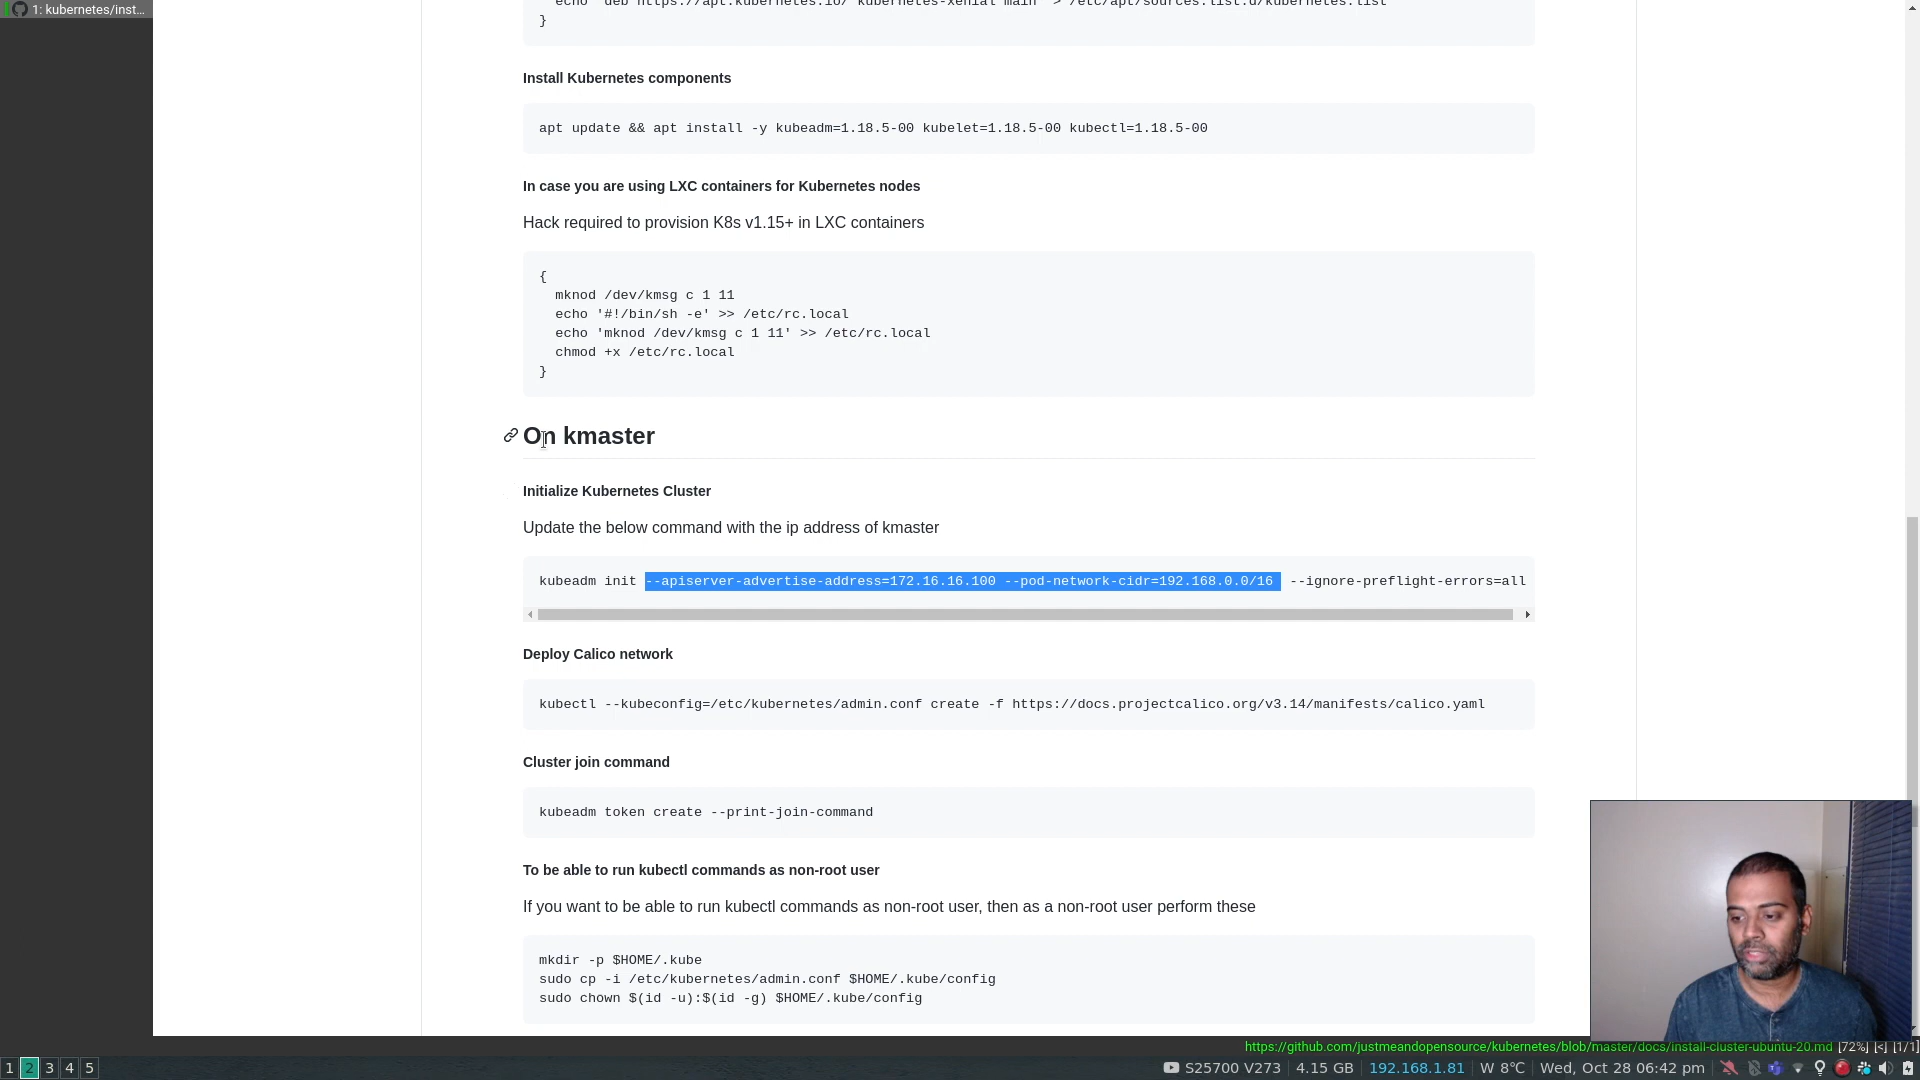 1: kubernetes/inst...
echo "deb https://apt.kubernetes.io/ kubernetes-xenial main" > /etc/apt/sources.list.d/kubernetes.list
}
Install Kubernetes components
apt update && apt install -y kubeadm=1.18.5-00 kubelet=1.18.5-00 kubectl=1.18.5-00
In case you are using LXC containers for Kubernetes nodes
Hack required to provision K8s v1.15+ in LXC containers
{
mknod /dev/kmsg c 1 11
echo '#!/bin/sh -e' >> /etc/rc.local
echo 'mknod /dev/kmsg c 1 11' >> /etc/rc.local
chmod +x /etc/rc.local
}
On kmaster
Initialize Kubernetes Cluster
Update the below command with the ip address of kmaster
kubeadm init --apiserver-advertise-address=172.16.16.100 --pod-network-cidr=192.168.0.0/16  --ignore-preflight-errors=all
Deploy Calico network
kubectl --kubeconfig=/etc/kubernetes/admin.conf create -f https://docs.projectcalico.org/v3.14/manifests/calico.yaml
Cluster join command
kubeadm token create --print-join-command
To be able to run kubectl commands as non-root user
If you want to be able to run kubectl commands as non-root user, then as a non-root user perform these
mkdir -p $HOME/.kube
sudo cp -i /etc/kubernetes/admin.conf $HOME/.kube/config
sudo chown $(id -u):$(id -g) $HOME/.kube/config
https://github.com/justmeandopensource/kubernetes/blob/master/docs/install-cluster-ubuntu-20.md [72%] [<] [1/1]
1 2 3 4 5 S25700 V273 4.15 GB 192.168.1.81 W 8°C Wed, Oct 28 06:42 pm